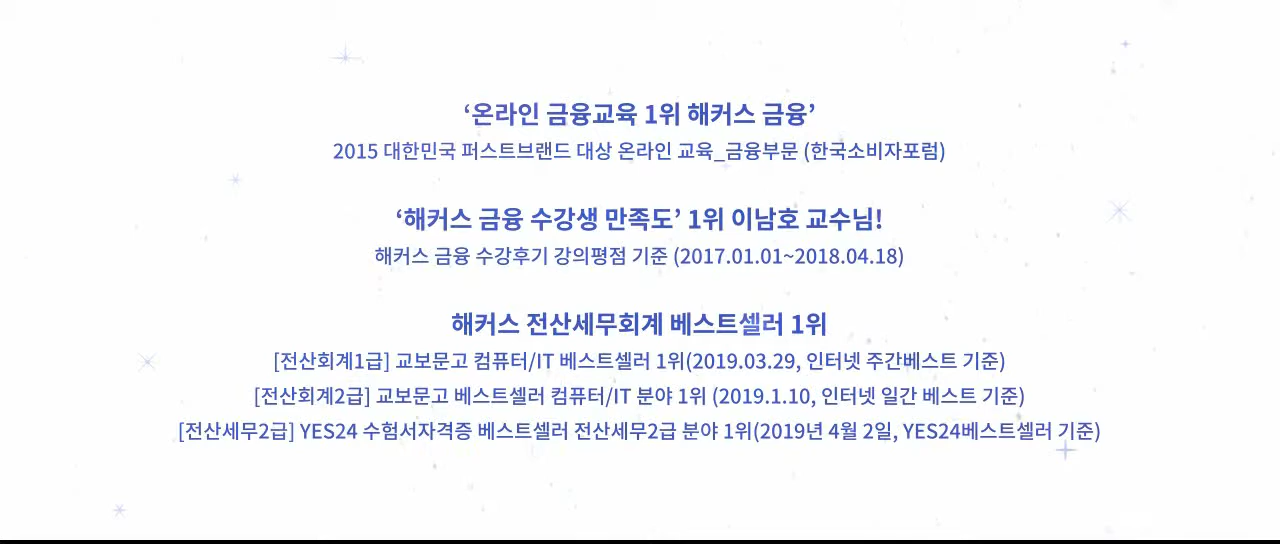 ‘온라인 금융교육 1위 해커스 금융’
2015 대한민국 퍼스트브랜드 대상 온라인 교육_금융부문 (한국소비자포럼)
‘해커스 금융 수강생 만족도’ 1위 이남호 교수님!
해커스 금융 수강후기 강의평점 기준 (2017.01.01~2018.04.18)
해커스 전산세무회계 베스트셀러 1위
[전산회계1급] 교보문고 컴퓨터/IT 베스트셀러 1위(2019.03.29, 인터넷 주간베스트 기준)
[전산회계2급] 교보문고 베스트셀러 컴퓨터/IT 분야 1위 (2019.1.10, 인터넷 일간 베스트 기준)
[전산세무2급] YES24 수험서자격증 베스트셀러 전산세무2급 분야 1위(2019년 4월 2일, YES24베스트셀러 기준)